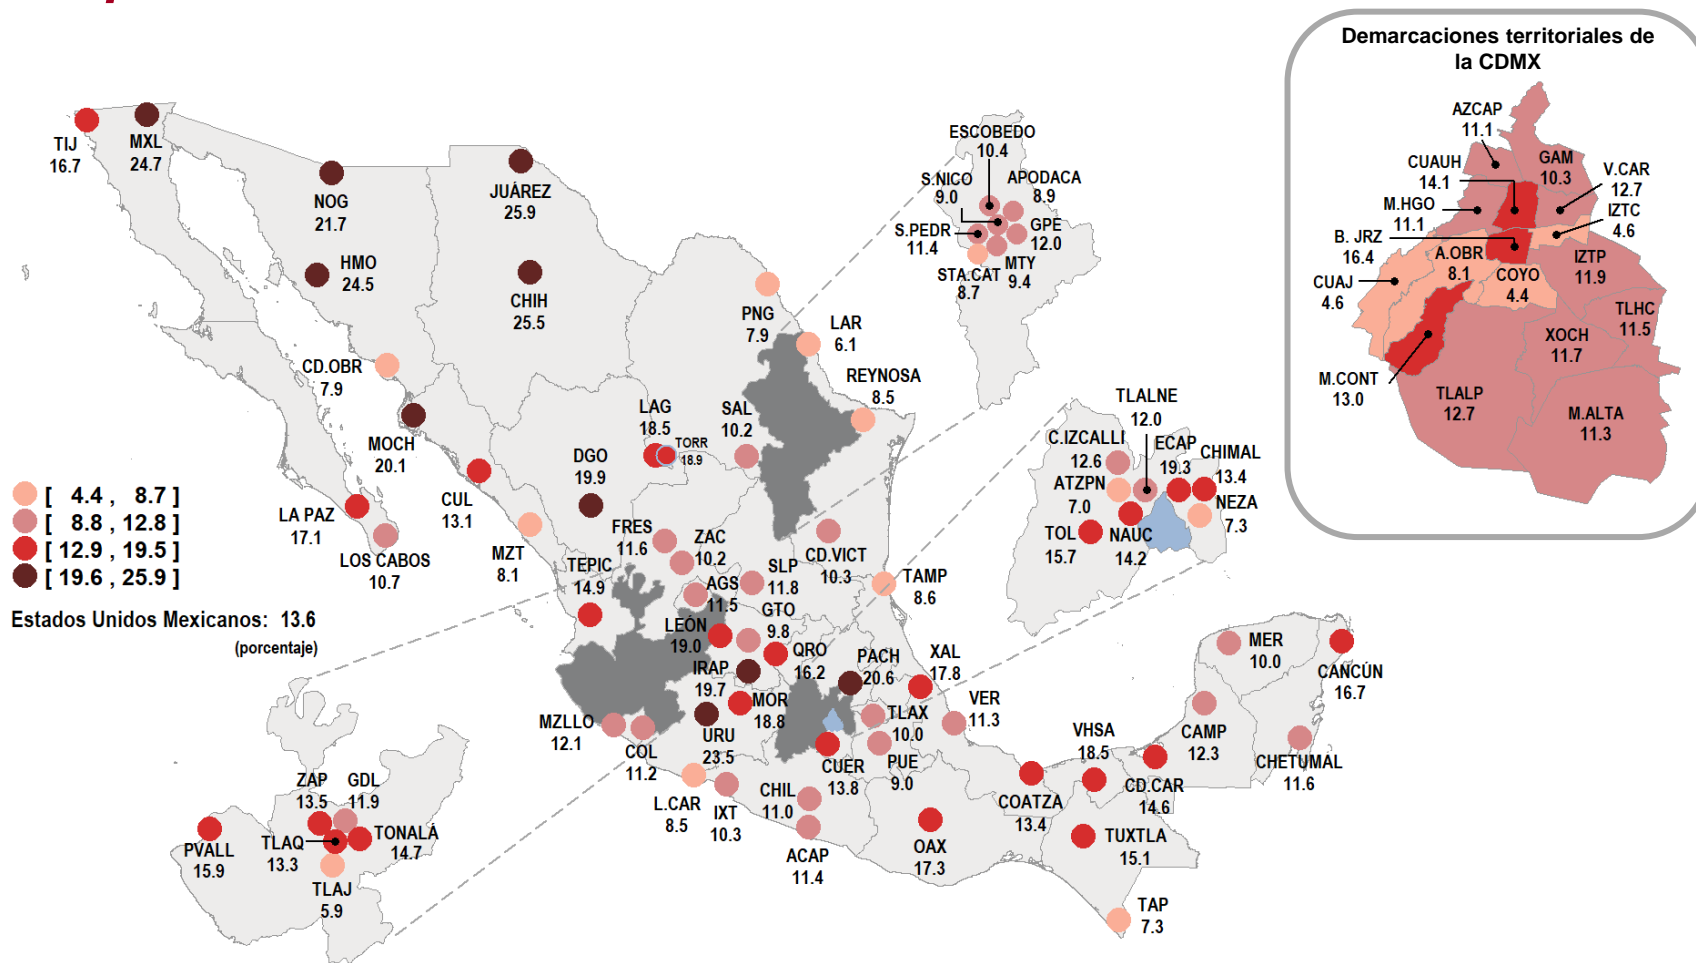 Demarcaciones territoriales de
la CDMX
AZCAP
11.1
CUAUH
14.1
GAM
10.3
V.CAR
12.7
M.HGO
11.1
IZTC
4.6
B. JRZ
16.4
A.OBR
8.1
IZTP
11.9
CUAJ
4.6
COYO
4.4
TLHC
11.5
XOCH
11.7
M.CONT
13.0
TLALP
12.7
M.ALTA
11.3
TIJ
16.7
MXL
24.7
NOG
21.7
JUÁREZ
25.9
HMO
24.5
CHIH
25.5
CD.OBR
7.9
MOCH
20.1
CUL
13.1
LA PAZ
17.1
LOS CABOS
10.7
MZT
8.1
DGO
19.9
LAG
18.5
TORR
18.9
SAL
10.2
PNG
7.9
LAR
6.1
REYNOSA
8.5
ESCOBEDO
10.4
S.NICO
9.0
APODACA
8.9
S.PEDR
11.4
GPE
12.0
STA.CAT
8.7
MTY
9.4
TLALNE
12.0
C.IZCALLI
12.6
ECAP
19.3
CHIMAL
13.4
ATZPN
7.0
NEZA
7.3
TOL
15.7
NAUC
14.2
[ 4.4 , 8.7 ]
[ 8.8 , 12.8 ]
[ 12.9 , 19.5 ]
[ 19.6 , 25.9 ]
Estados Unidos Mexicanos: 13.6
(porcentaje)
FRES
11.6
ZAC
10.2
CD.VICT
10.3
TEPIC
14.9
AGS
11.5
SLP
11.8
TAMP
8.6
LEÓN
19.0
GTO
9.8
IRAP
19.7
QRO
16.2
PACH
20.6
XAL
17.8
MOR
18.8
VER
11.3
TLAX
10.0
MZLLO
12.1
COL
11.2
URU
23.5
CUER
13.8
PUE
9.0
L.CAR
8.5
IXT
10.3
CHIL
11.0
ACAP
11.4
OAX
17.3
COATZA
13.4
VHSA
18.5
CD.CAR
14.6
TUXTLA
15.1
TAP
7.3
MER
10.0
CANCÚN
16.7
CAMP
12.3
CHETUMAL
11.6
ZAP
13.5
GDL
11.9
PVALL
15.9
TLAQ
13.3
TONALÁ
14.7
TLAJ
5.9